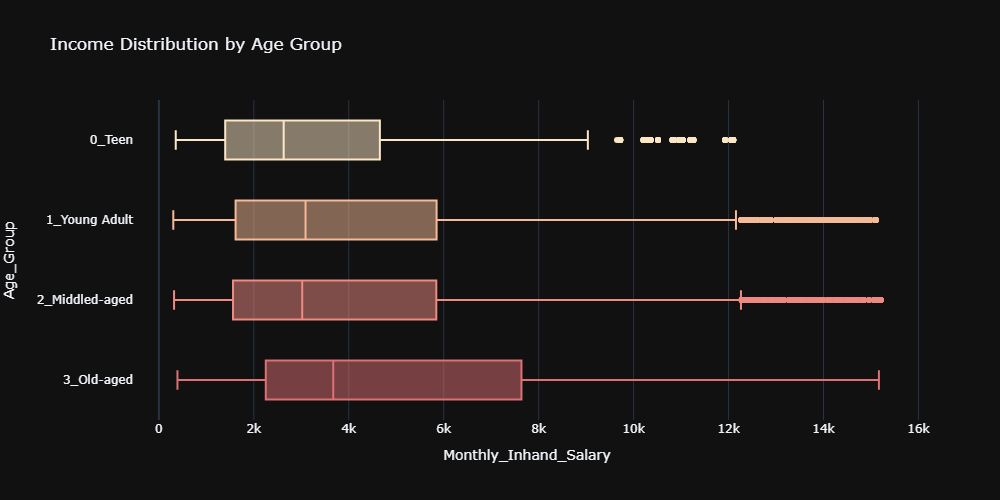 Income Distribution by Age Group
Age_Group
0_Teen
1_Young Adult
2_Middled-aged
3_Old-aged
0 2k 4k 6k 8k 10k 12k 14k 16k
Monthly_Inhand_Salary